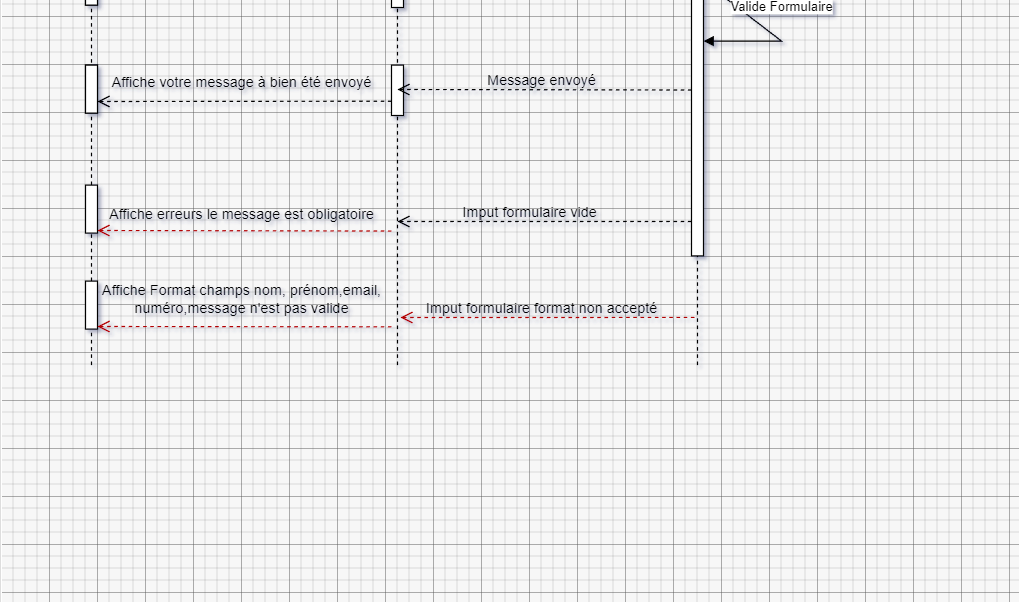 Valide Formulaire
Affiche votre message à bien été envoyé
Message envoyé
Affiche erreurs le message est obligatoire
Imput formulaire vide
Affiche Format champs nom, prénom,email,
numéro,message n'est pas valide
Imput formulaire format non accepté